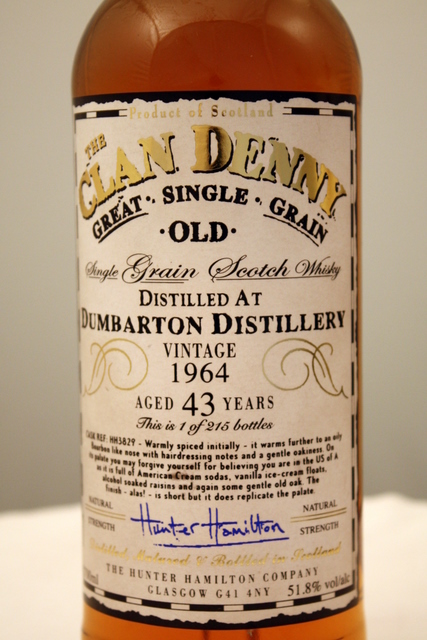 Product of Scotland
THE
CLAN DENNY
GREAT · SINGLE · GRAIN
·OLD·
Single Grain Scotch Whisky
DISTILLED AT
DUMBARTON DISTILLERY
VINTAGE
1964
AGED 43 YEARS
This is 1 of 215 bottles
CASK REF: HH3829 - Warmly spiced initially - it warms further to an oily
Bourbon like nose with hairdressing notes and a gentle oakiness. On
its palate you may forgive yourself for believing you are in the US of A
as it is full of American Cream sodas, vanilla ice-cream floats,
alcohol soaked raisins and again some gentle old oak. The
finish - alas! - is short but it does replicate the palate.
NATURAL STRENGTH
Hunter Hamilton
NATURAL STRENGTH
Distilled, Matured & Bottled in Scotland
THE HUNTER HAMILTON COMPANY
GLASGOW G41 4NY
51.8% vol/alc